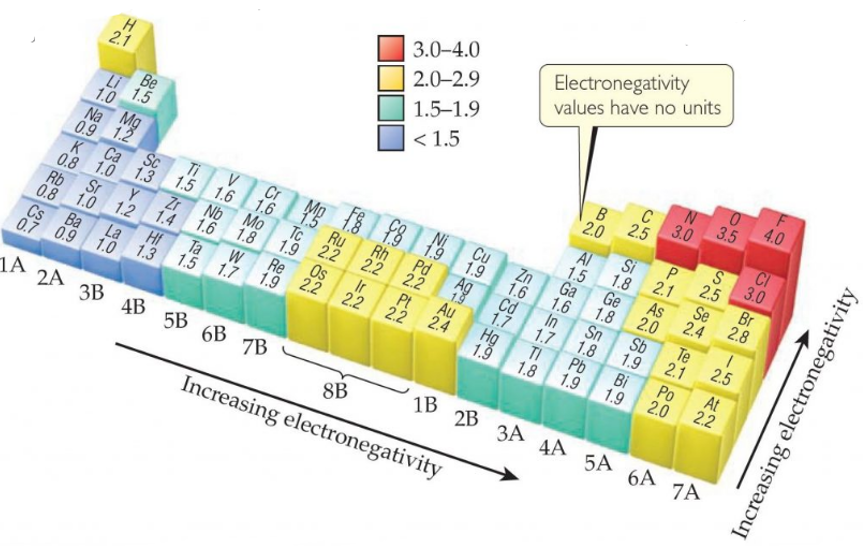 H
2.1
3.0–4.0
2.0–2.9
1.5–1.9
< 1.5
Electronegativity
values have no units
Li
1.0
Be
1.5
Na
0.9
Mg
1.2
K
0.8
Ca
1.0
Sc
1.3
Ti
1.5
V
1.6
Cr
1.6
Mn
1.5
Fe
1.8
Co
1.9
Ni
1.9
Cu
1.9
Zn
1.6
B
2.0
C
2.5
N
3.0
O
3.5
F
4.0
Al
1.5
Si
1.8
P
2.1
S
2.5
Cl
3.0
Ga
1.6
Ge
1.8
As
2.0
Se
2.4
Br
2.8
Rb
0.8
Sr
1.0
Y
1.2
Zr
1.4
Nb
1.6
Mo
1.8
Tc
1.9
Ru
2.2
Rh
2.2
Pd
2.2
Ag
Cd
1.7
In
1.7
Sn
1.8
Sb
1.9
Te
2.1
I
2.5
Cs
0.7
Ba
0.9
La
1.0
Hf
1.3
Ta
1.5
W
1.7
Re
1.9
Os
2.2
Ir
2.2
Pt
2.2
Au
2.4
Hg
1.9
Tl
1.8
Pb
1.9
Bi
1.9
Po
2.0
At
2.2
1A
2A
3B
4B
5B
6B
7B
8B
1B
2B
3A
4A
5A
6A
7A
Increasing electronegativity
Increasing electronegativity